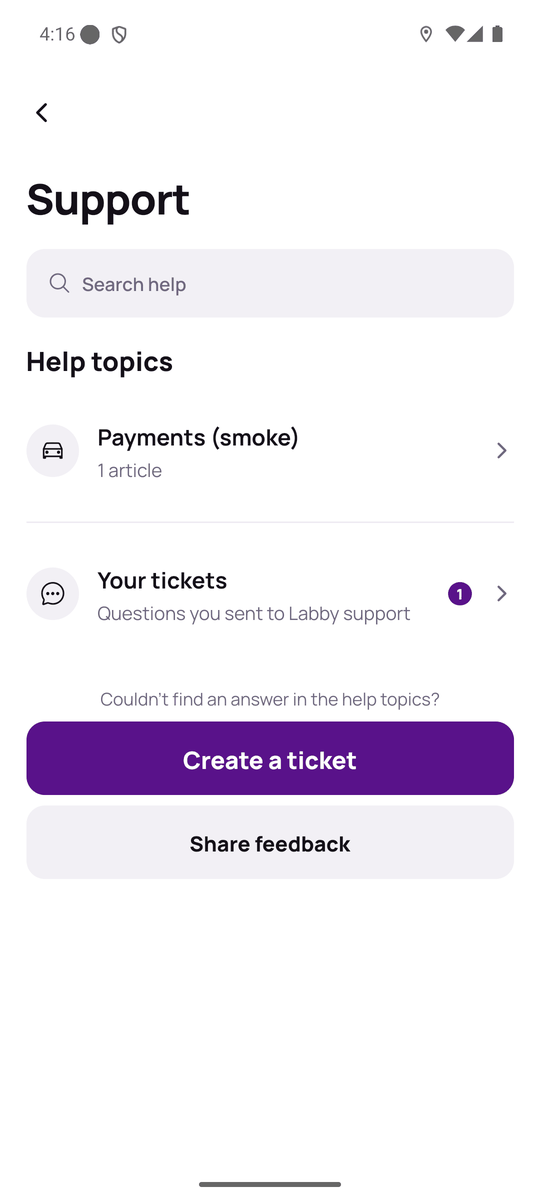 4:16
Support
Search help
Help topics
Payments (smoke)
1 article
Your tickets
Questions you sent to Labby support
1
Couldn't find an answer in the help topics?
Create a ticket
Share feedback